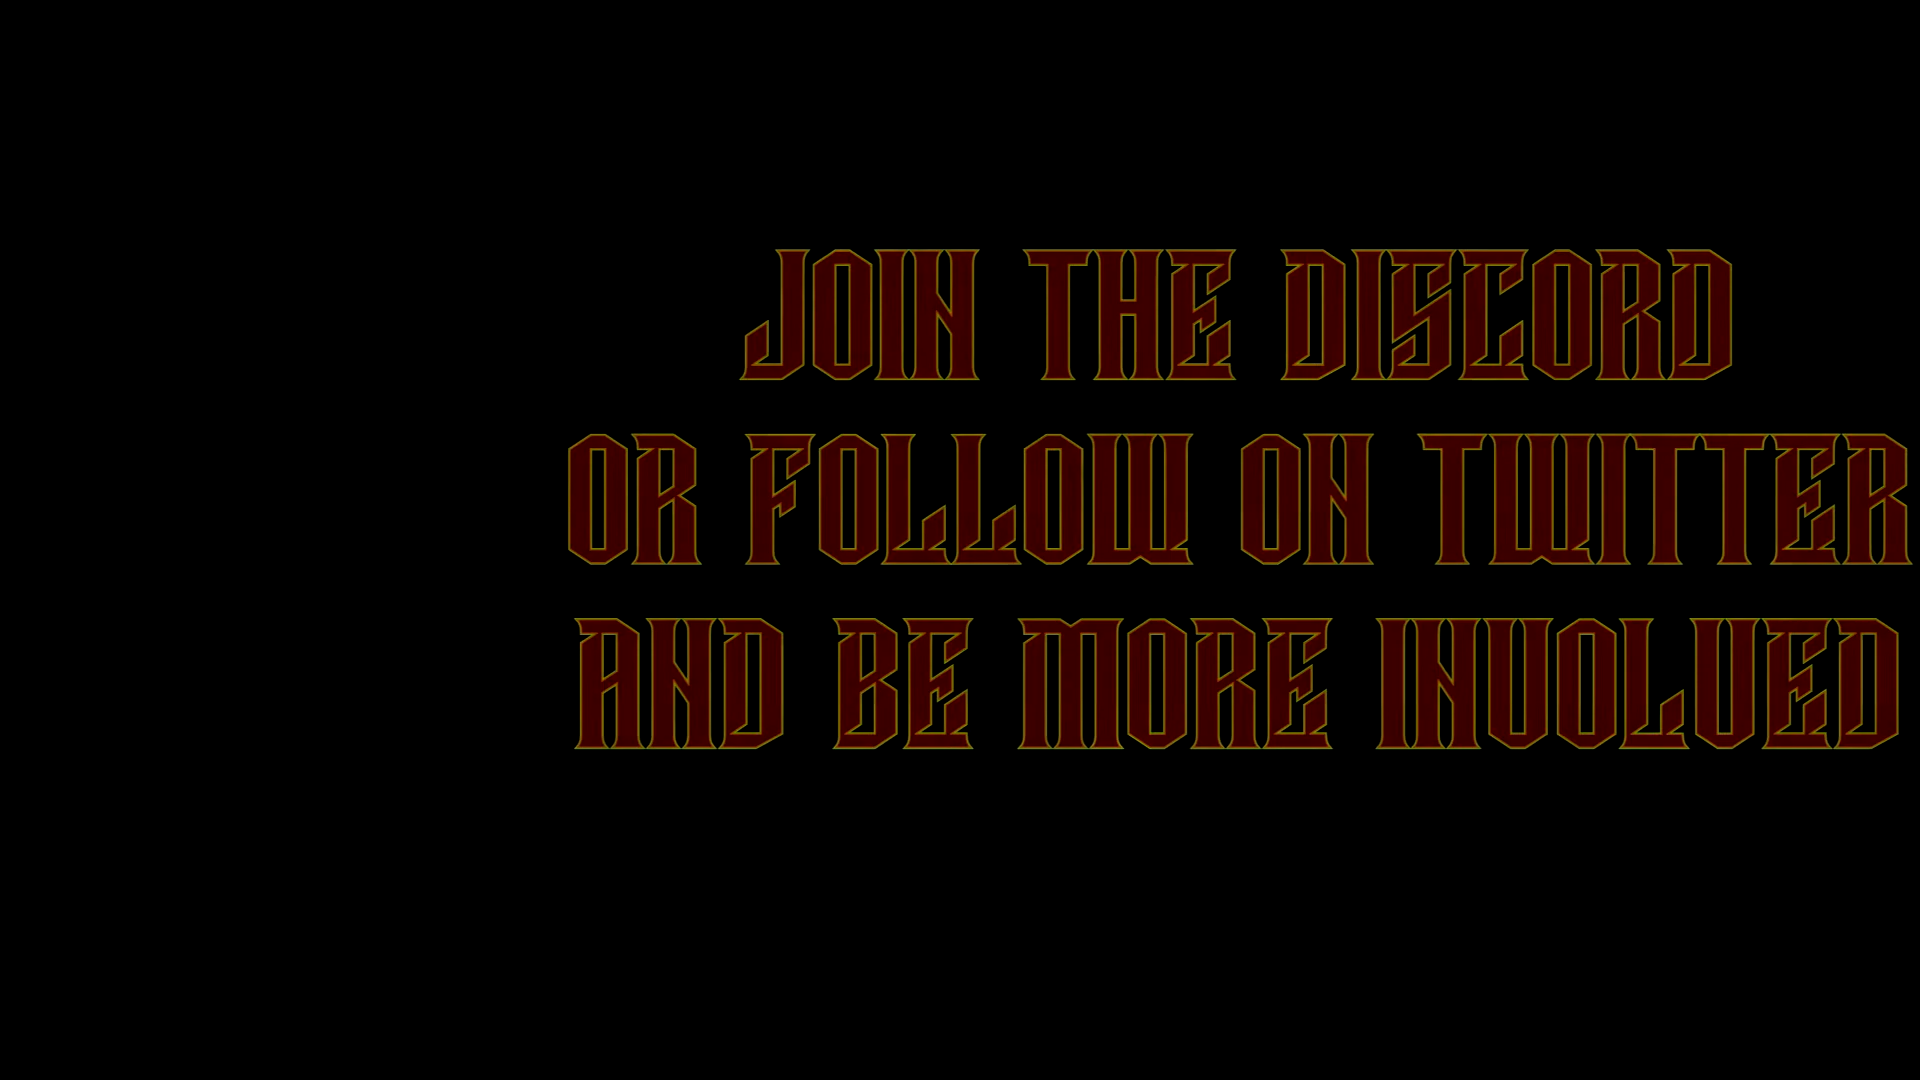 JOIN THE DISCORD
OR FOLLOW ON TWITTER
AND BE MORE INVOLVED